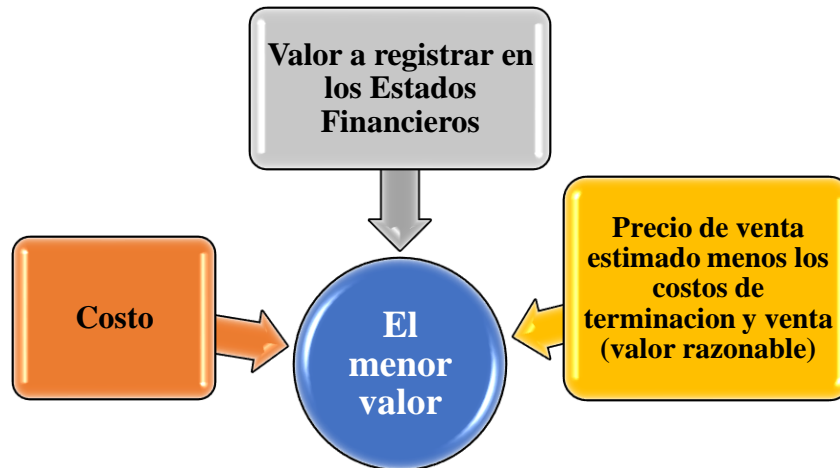 Valor a registrar en
los Estados
Financieros
Costo
El
menor
valor
Precio de venta
estimado menos los
costos de
terminacion y venta
(valor razonable)